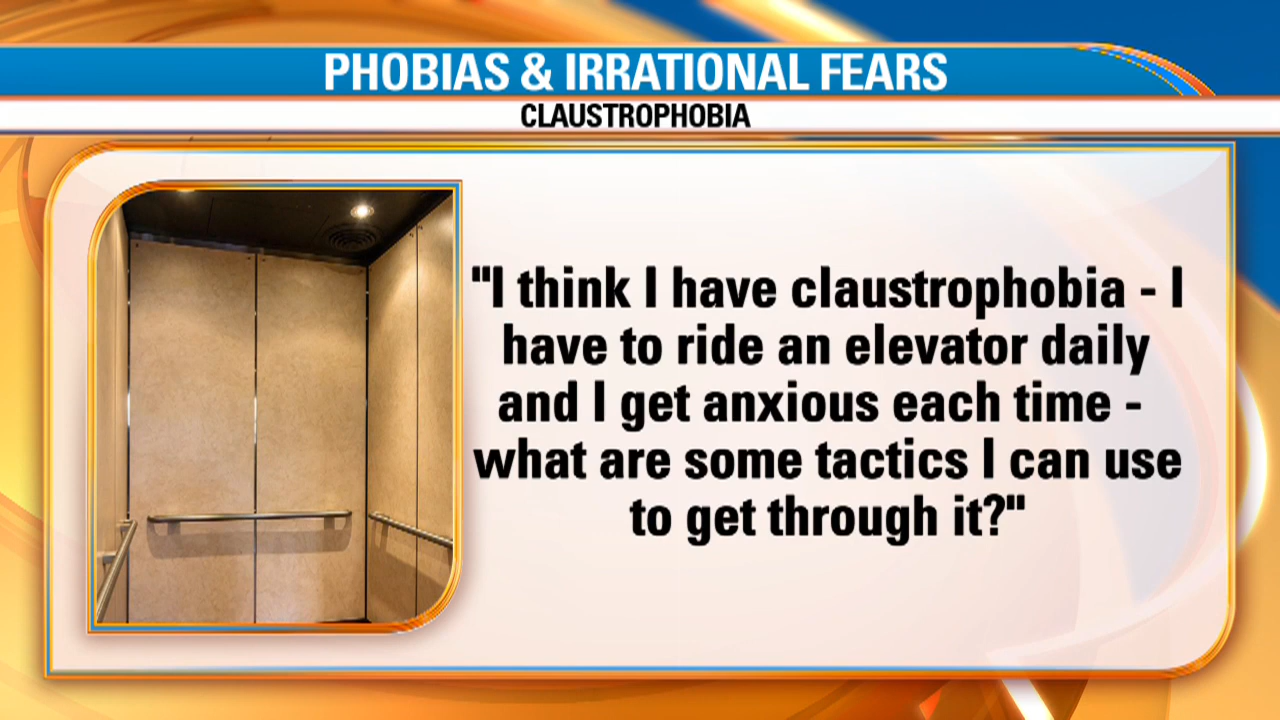 PHOBIAS & IRRATIONAL FEARS
CLAUSTROPHOBIA
"I think I have claustrophobia - I
have to ride an elevator daily
and I get anxious each time -
what are some tactics I can use
to get through it?"